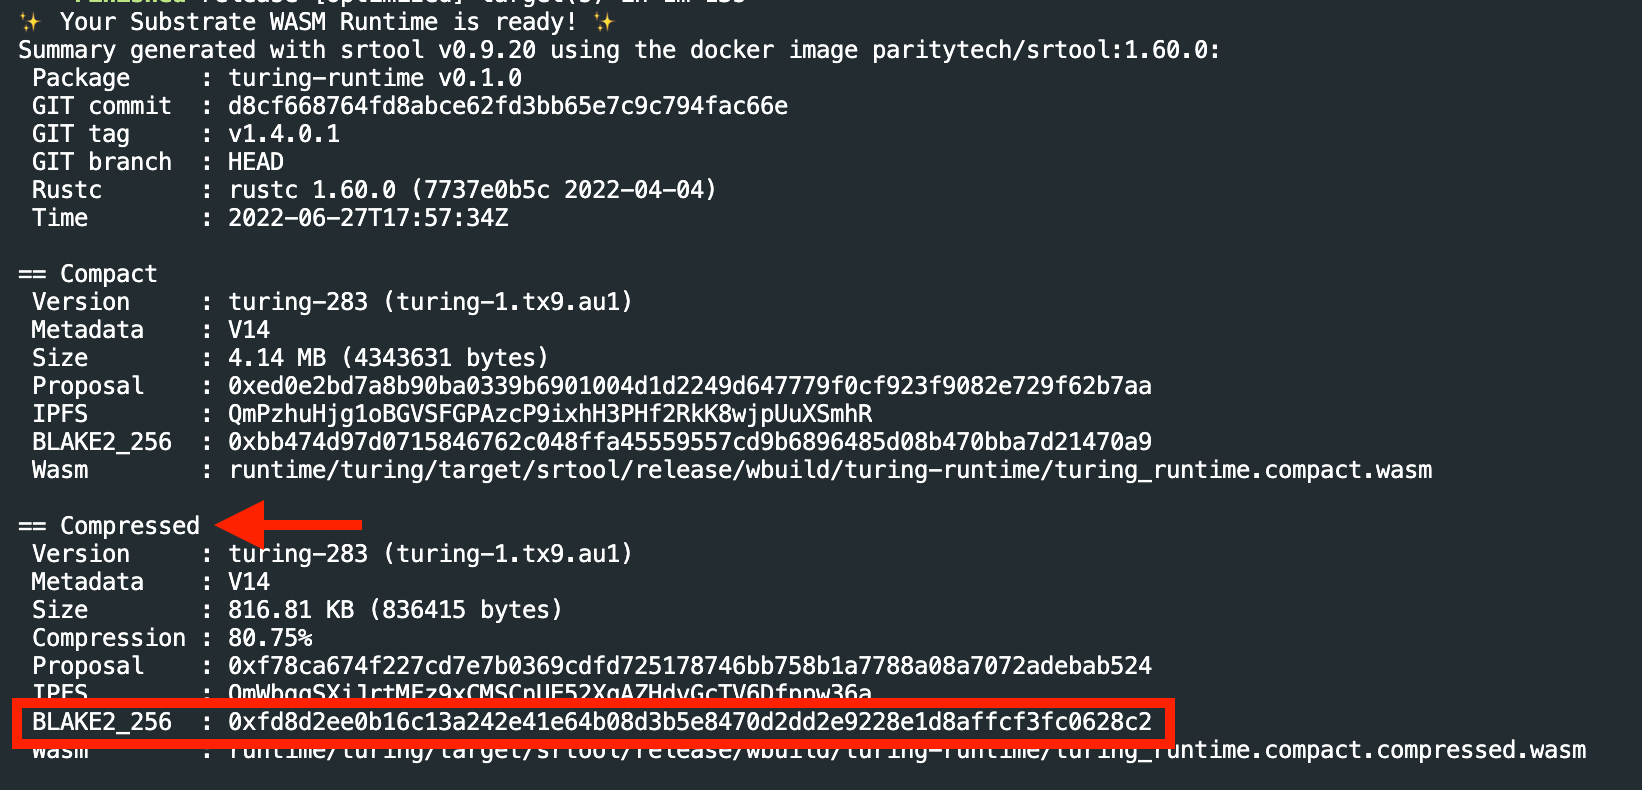 ✨ Your Substrate WASM Runtime is ready! ✨
Summary generated with srtool v0.9.20 using the docker image paritytech/srtool:1.60.0:
Package : turing-runtime v0.1.0
GIT commit : d8cf668764fd8abce62fd3bb65e7c9c794fac66e
GIT tag : v1.4.0.1
GIT branch : HEAD
Rustc : rustc 1.60.0 (7737e0b5c 2022-04-04)
Time : 2022-06-27T17:57:34Z
== Compact
Version : turing-283 (turing-1.tx9.au1)
Metadata : V14
Size : 4.14 MB (4343631 bytes)
Proposal : 0xed0e2bd7a8b90ba0339b6901004d1d2249d647779f0cf923f9082e729f62b7aa
IPFS : QmPzhuHjg1oBGVSFGPAzcP9ixhH3PHf2RkK8wjpUuXSmhR
BLAKE2_256 : 0xbb474d97d0715846762c048ffa45559557cd9b6896485d08b470bba7d21470a9
Wasm : runtime/turing/target/srtool/release/wbuild/turing-runtime/turing_runtime.compact.wasm
== Compressed
Version : turing-283 (turing-1.tx9.au1)
Metadata : V14
Size : 816.81 KB (836415 bytes)
Compression : 80.75%
Proposal : 0xf78ca674f227cd7e7b0369cdfd725178746bb758b1a7788a08a7072adebab524
IPFS :
BLAKE2_256 : 0xfd8d2ee0b16c13a242e41e64b08d3b5e8470d2dd2e9228e1d8affcf3fc0628c2
Wasm : runtime/turing/target/srtool/release/wbuild/turing-runtime/turing_runtime.compact.compressed.wasm